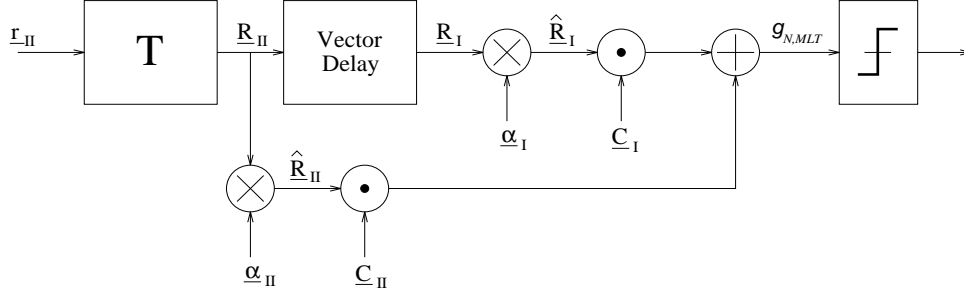 r_II
T
R_II
Vector
Delay
R_I
R̂_I
g_N,MLT
α_I
C_I
R̂_II
α_II
C_II